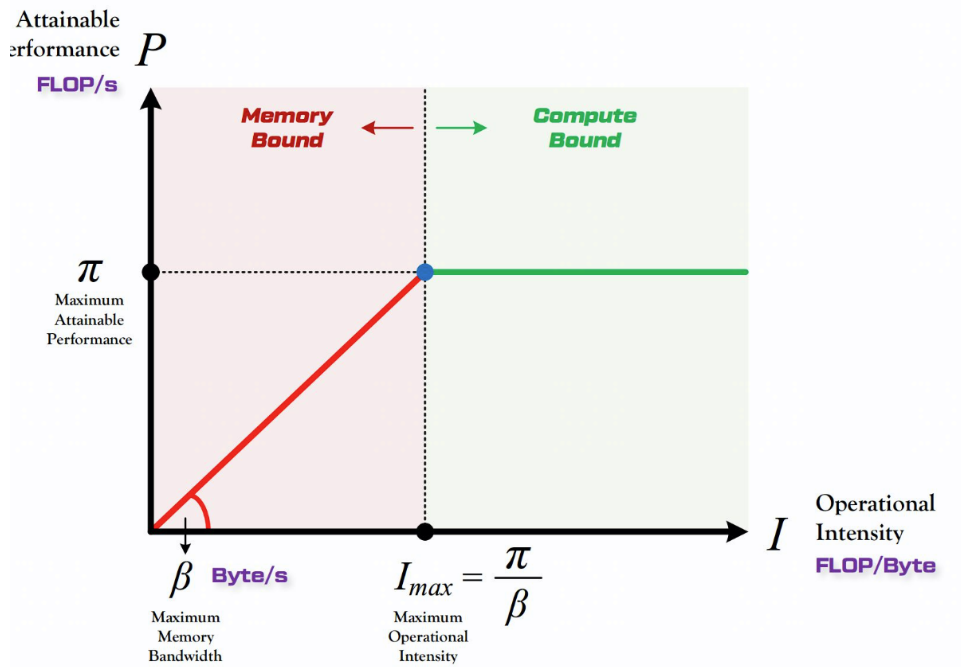 Attainable
erformance
P
FLOP/s
Memory
Bound
Compute
Bound
π
Maximum
Attainable
Performance
Operational
Intensity
I
FLOP/Byte
β
Byte/s
Maximum
Memory
Bandwidth
I_max = π/β
Maximum
Operational
Intensity